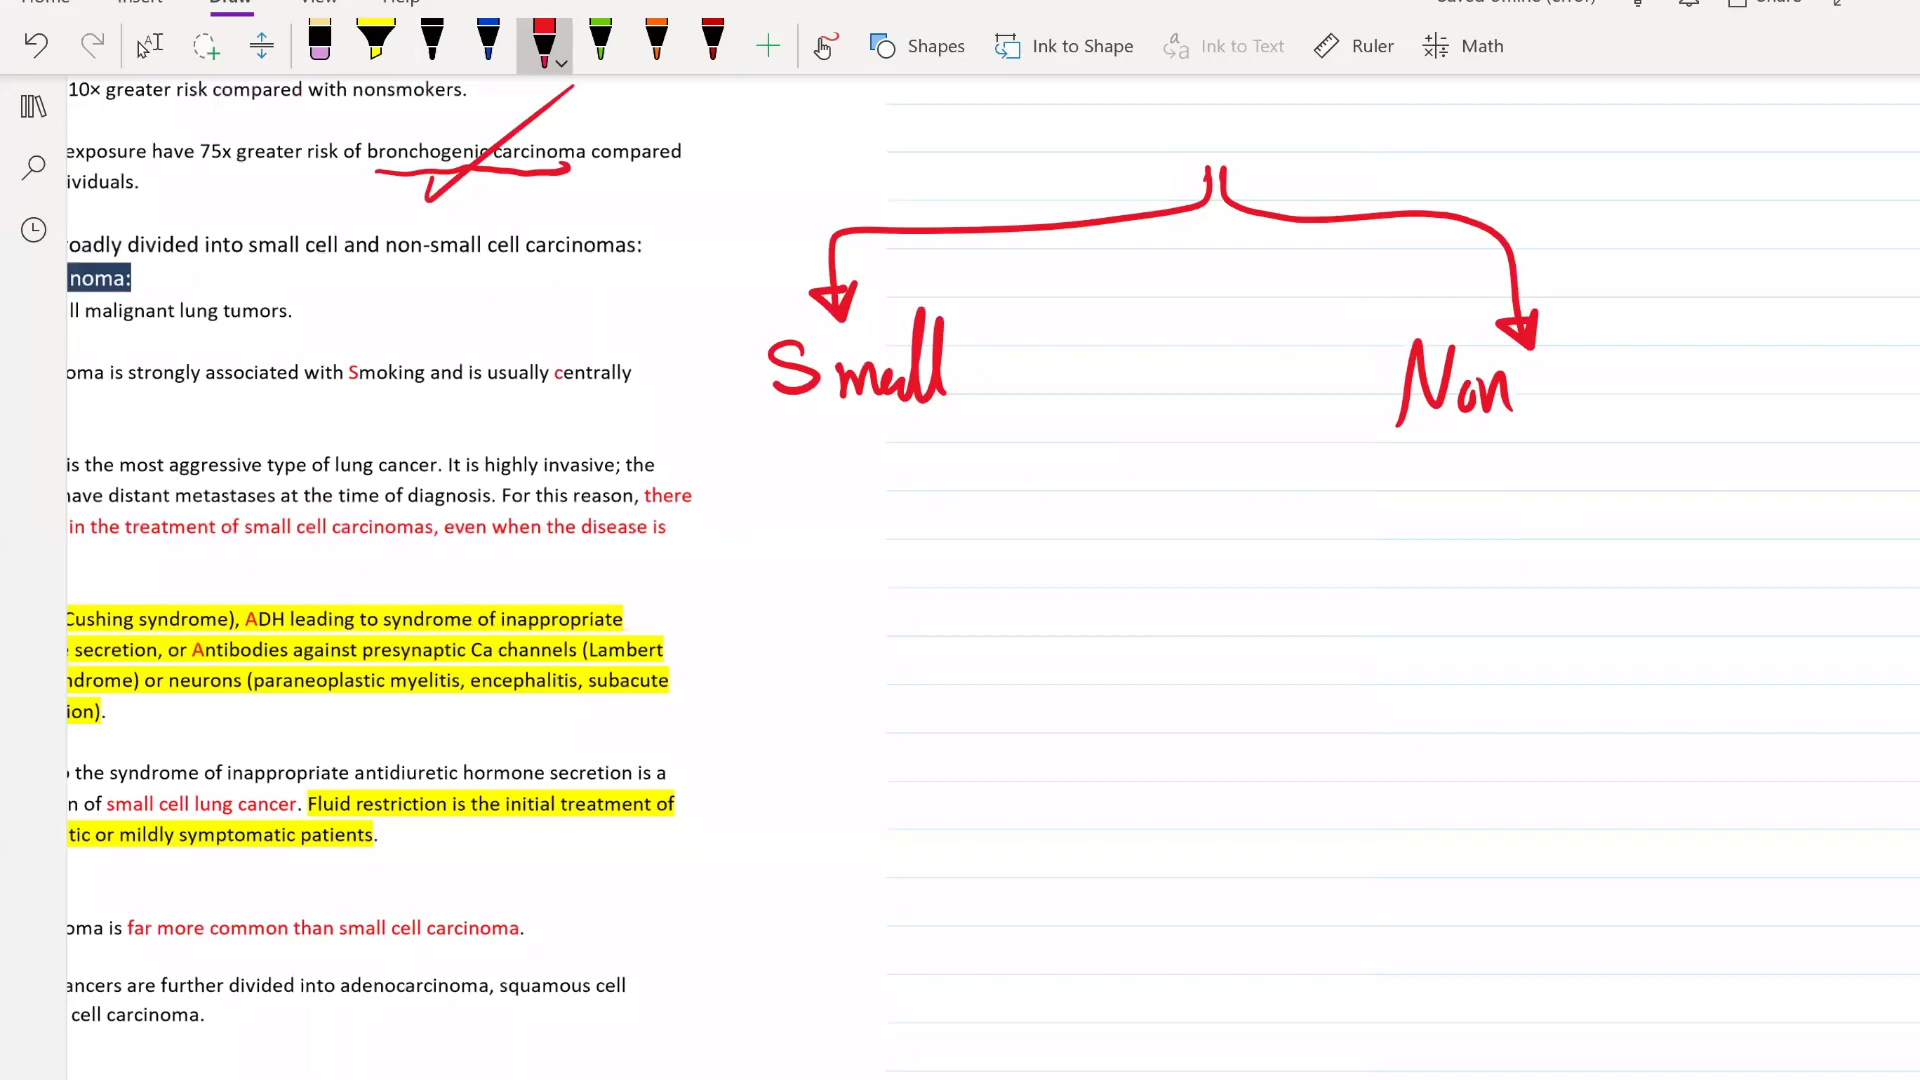 Draw
Shapes
Ink to Shape
Ink to Text
Ruler
Math
10× greater risk compared with nonsmokers.
exposure have 75x greater risk of bronchogenic carcinoma compared
ividuals.
roadly divided into small cell and non-small cell carcinomas:
noma:
ll malignant lung tumors.
Small
Non
oma is strongly associated with Smoking and is usually centrally
is the most aggressive type of lung cancer. It is highly invasive; the
have distant metastases at the time of diagnosis. For this reason, there
in the treatment of small cell carcinomas, even when the disease is
Cushing syndrome), ADH leading to syndrome of inappropriate
secretion, or Antibodies against presynaptic Ca channels (Lambert
ndrome) or neurons (paraneoplastic myelitis, encephalitis, subacute
ion).
the syndrome of inappropriate antidiuretic hormone secretion is a
n of small cell lung cancer. Fluid restriction is the initial treatment of
tic or mildly symptomatic patients.
oma is far more common than small cell carcinoma.
ancers are further divided into adenocarcinoma, squamous cell
cell carcinoma.